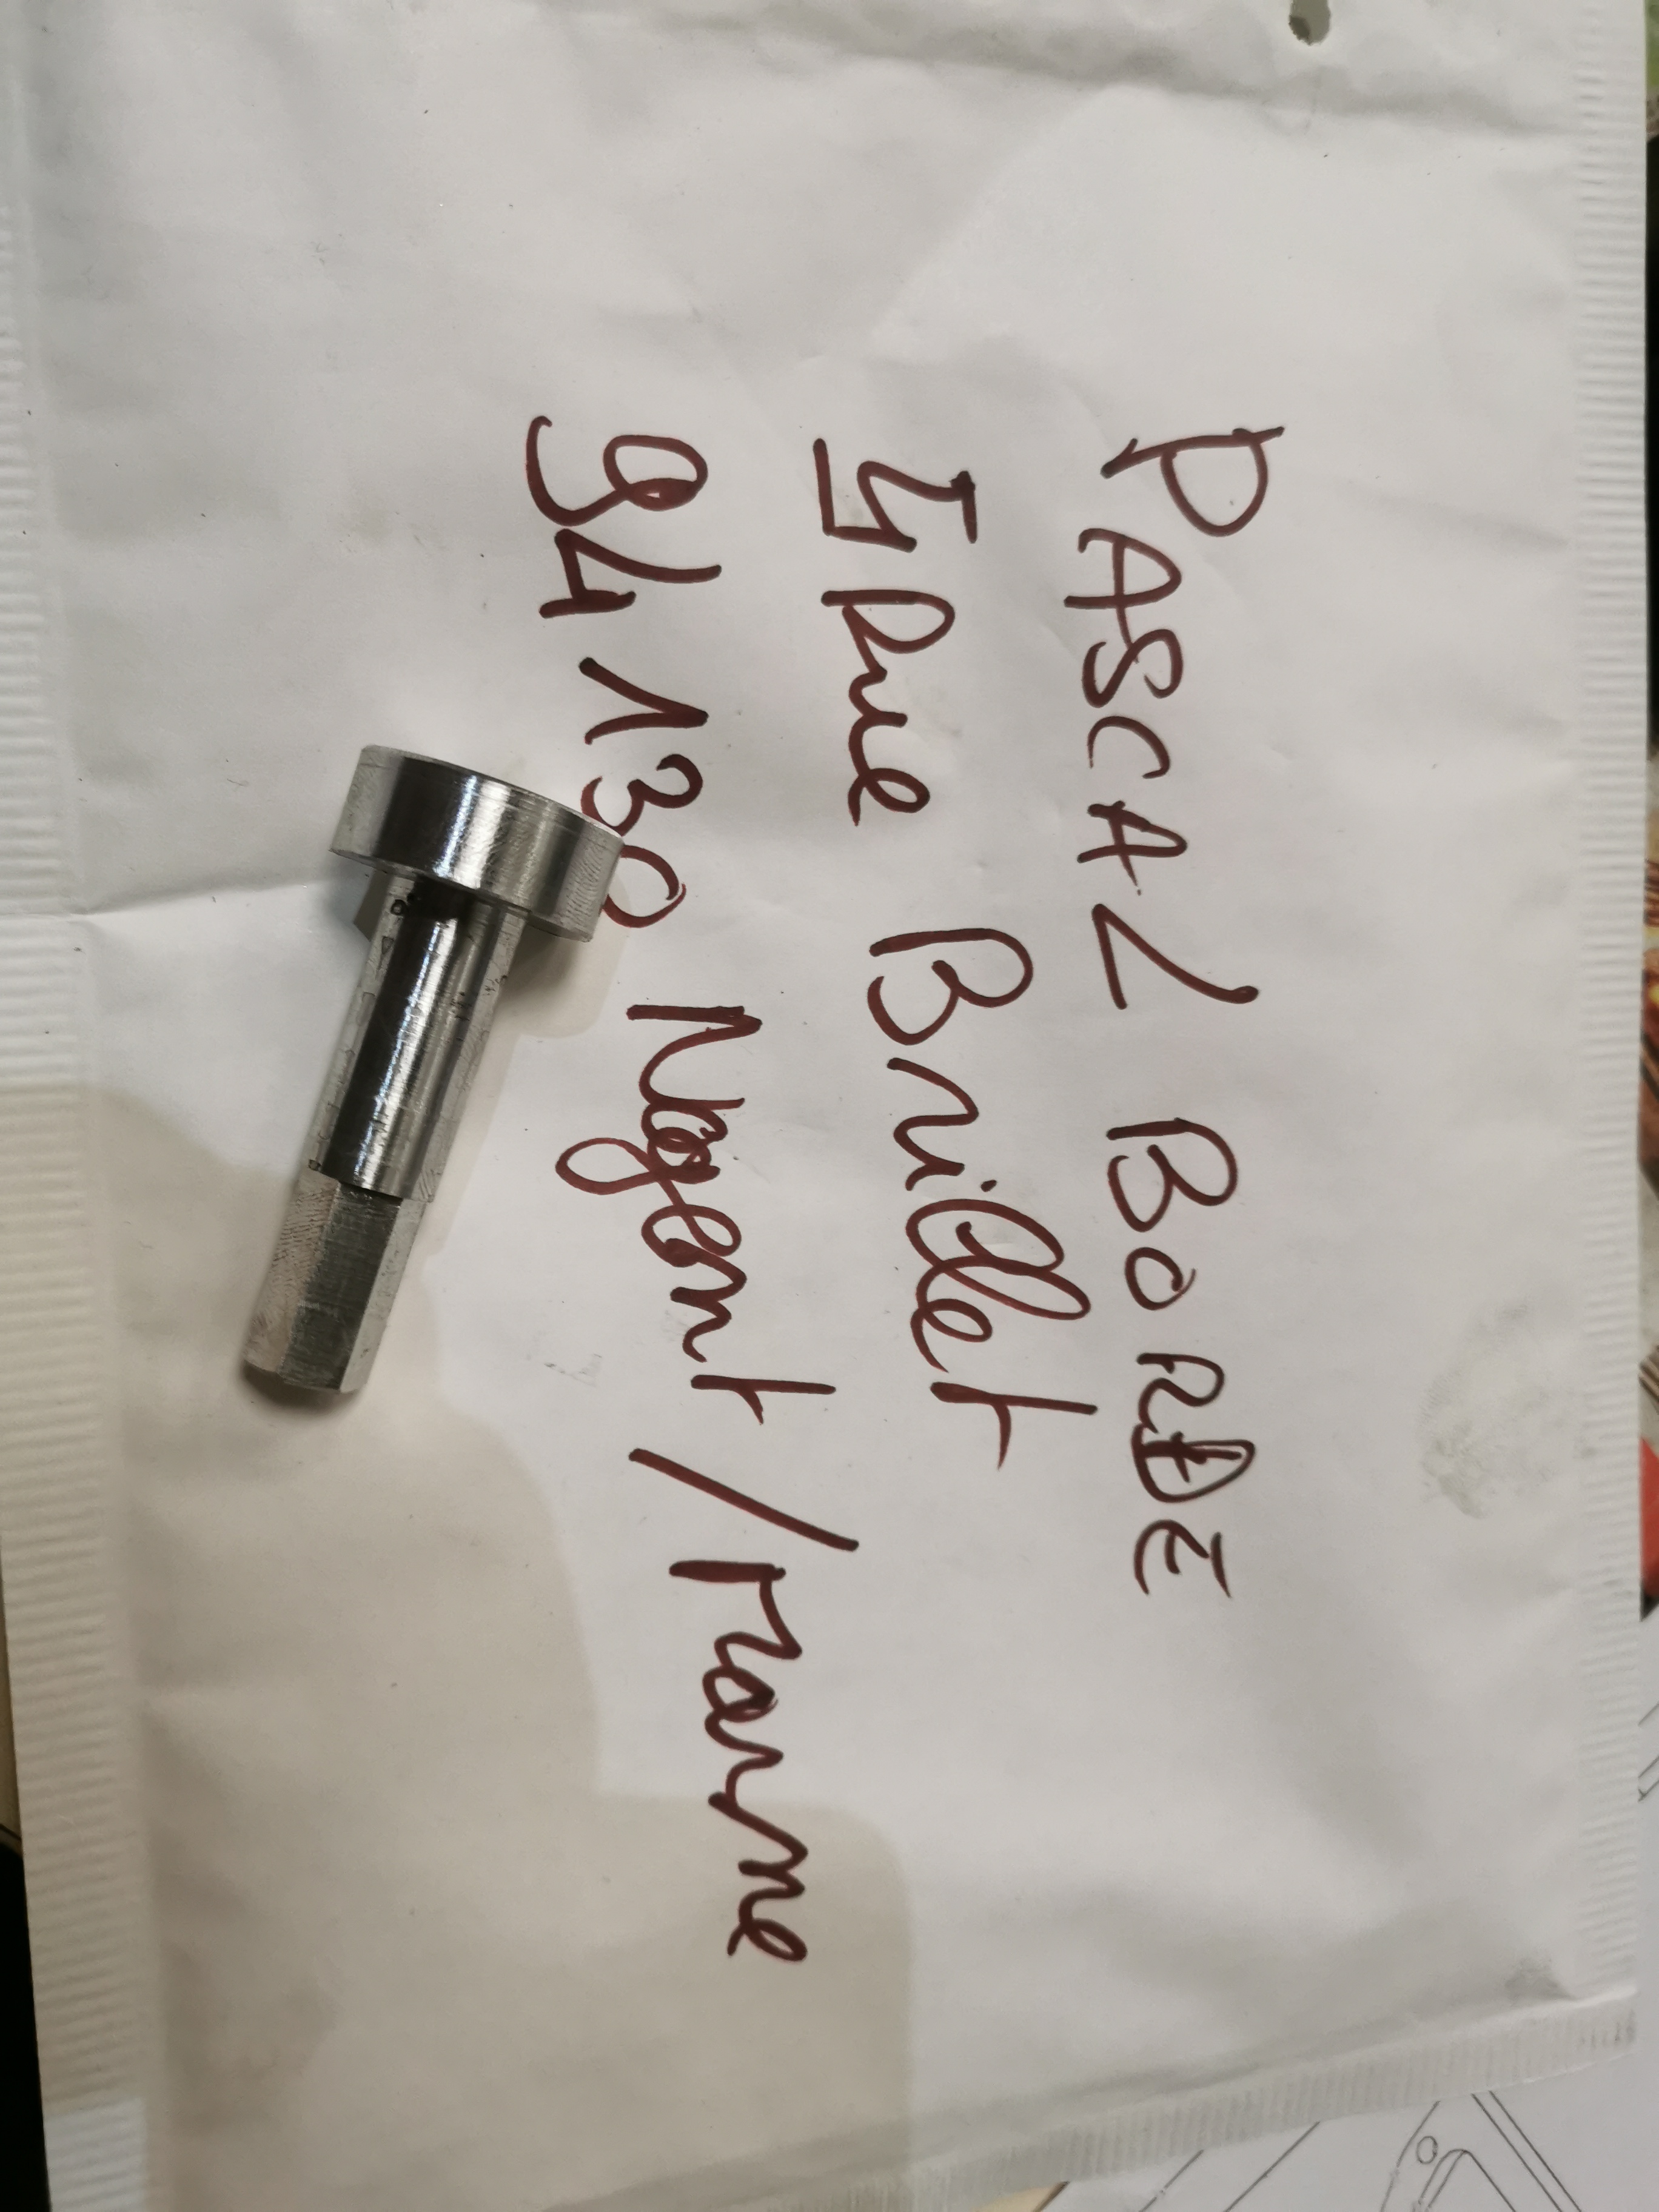 PASCAL BORDE
5 Rue Brillet
94130 Nogent / Marne